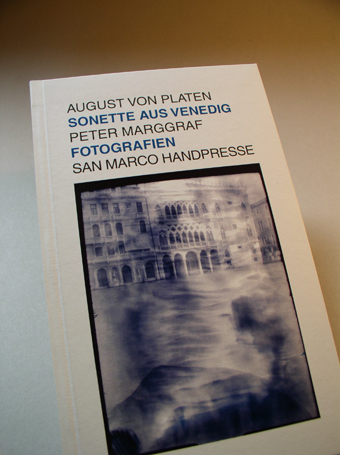 AUGUST VON PLATEN
SONETTE AUS VENEDIG
PETER MARGGRAF
FOTOGRAFIEN
SAN MARCO HANDPRESSE